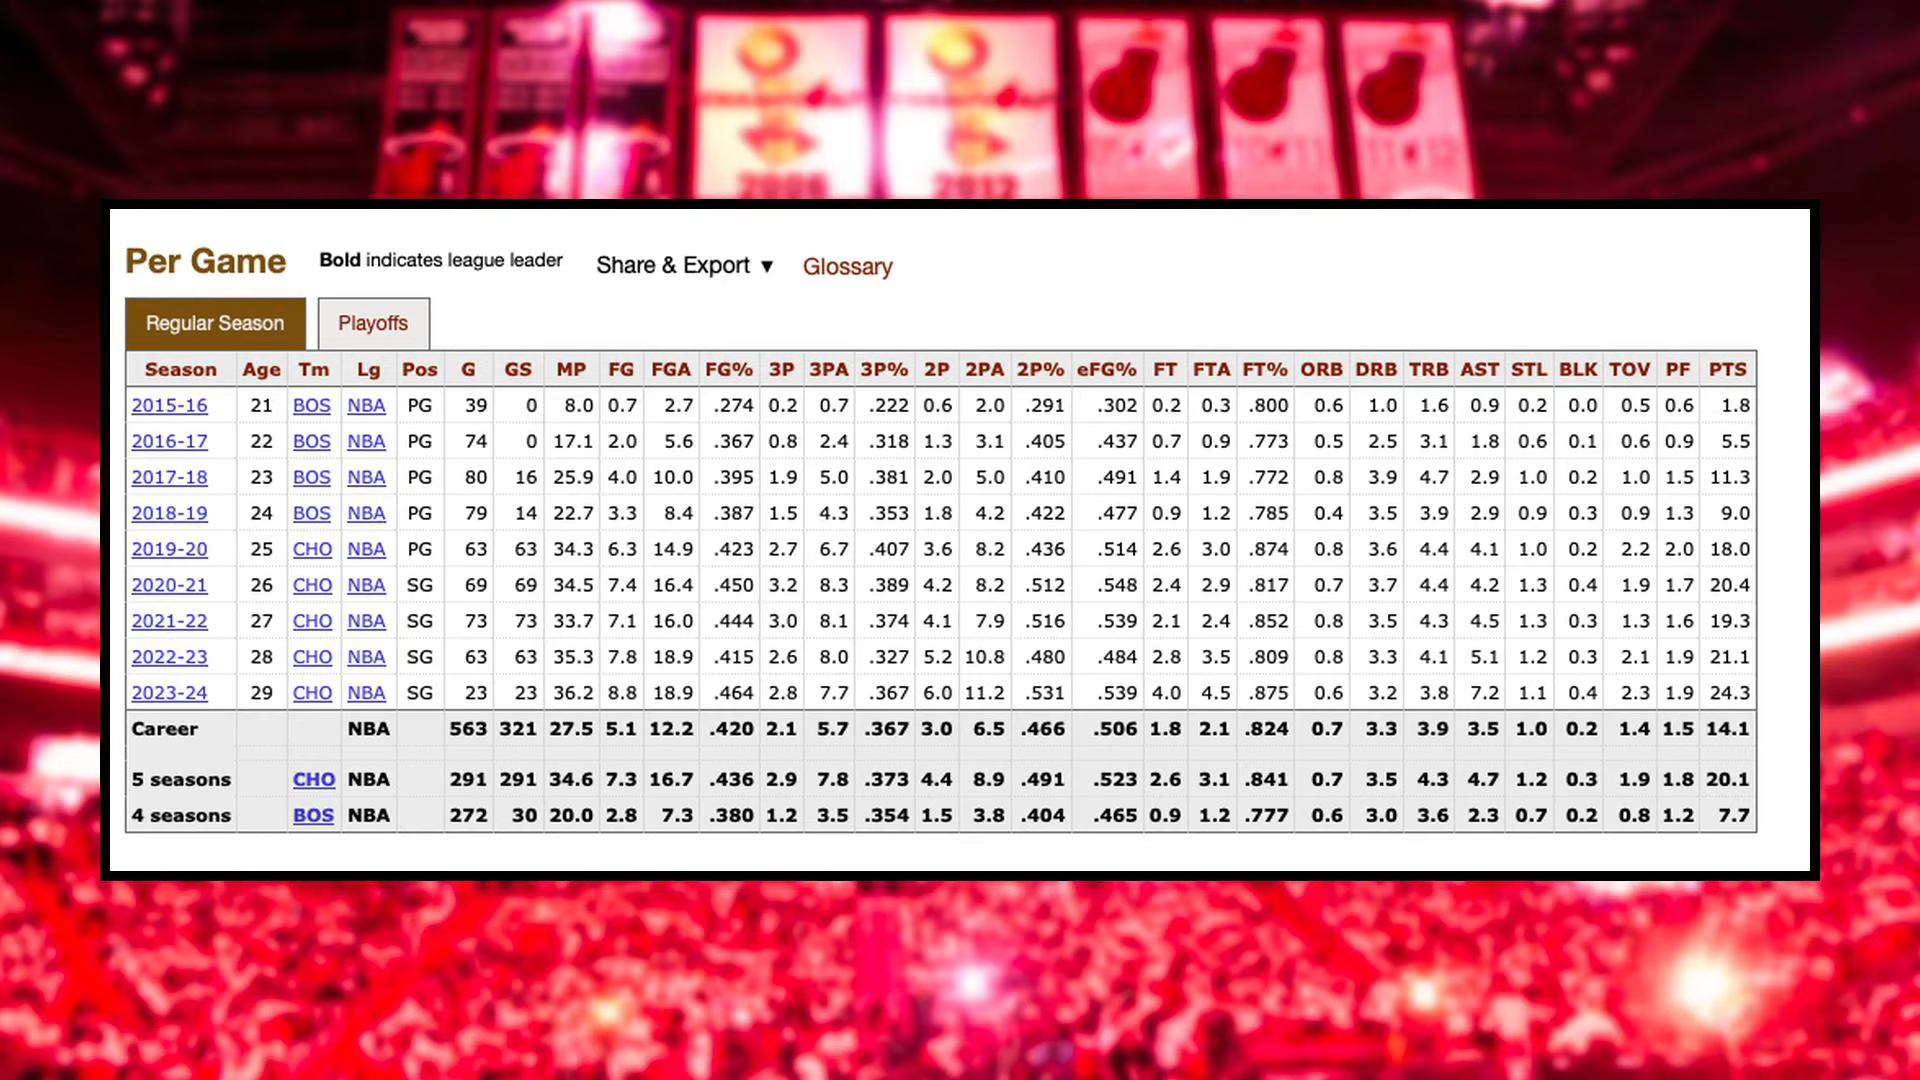 2006 2012
Per Game Bold indicates league leader Share & Export ▼ Glossary
Regular Season Playoffs
Season Age Tm Lg Pos G GS MP FG FGA FG% 3P 3PA 3P% 2P 2PA 2P% eFG% FT FTA FT% ORB DRB TRB AST STL BLK TOV PF PTS
2015-16 21 BOS NBA PG 39 0 8.0 0.7 2.7 .274 0.2 0.7 .222 0.6 2.0 .291 .302 0.2 0.3 .800 0.6 1.0 1.6 0.9 0.2 0.0 0.5 0.6 1.8
2016-17 22 BOS NBA PG 74 0 17.1 2.0 5.6 .367 0.8 2.4 .318 1.3 3.1 .405 .437 0.7 0.9 .773 0.5 2.5 3.1 1.8 0.6 0.1 0.6 0.9 5.5
2017-18 23 BOS NBA PG 80 16 25.9 4.0 10.0 .395 1.9 5.0 .381 2.0 5.0 .410 .491 1.4 1.9 .772 0.8 3.9 4.7 2.9 1.0 0.2 1.0 1.5 11.3
2018-19 24 BOS NBA PG 79 14 22.7 3.3 8.4 .387 1.5 4.3 .353 1.8 4.2 .422 .477 0.9 1.2 .785 0.4 3.5 3.9 2.9 0.9 0.3 0.9 1.3 9.0
2019-20 25 CHO NBA PG 63 63 34.3 6.3 14.9 .423 2.7 6.7 .407 3.6 8.2 .436 .514 2.6 3.0 .874 0.8 3.6 4.4 4.1 1.0 0.2 2.2 2.0 18.0
2020-21 26 CHO NBA SG 69 69 34.5 7.4 16.4 .450 3.2 8.3 .389 4.2 8.2 .512 .548 2.4 2.9 .817 0.7 3.7 4.4 4.2 1.3 0.4 1.9 1.7 20.4
2021-22 27 CHO NBA SG 73 73 33.7 7.1 16.0 .444 3.0 8.1 .374 4.1 7.9 .516 .539 2.1 2.4 .852 0.8 3.5 4.3 4.5 1.3 0.3 1.3 1.6 19.3
2022-23 28 CHO NBA SG 63 63 35.3 7.8 18.9 .415 2.6 8.0 .327 5.2 10.8 .480 .484 2.8 3.5 .809 0.8 3.3 4.1 5.1 1.2 0.3 2.1 1.9 21.1
2023-24 29 CHO NBA SG 23 23 36.2 8.8 18.9 .464 2.8 7.7 .367 6.0 11.2 .531 .539 4.0 4.5 .875 0.6 3.2 3.8 7.2 1.1 0.4 2.3 1.9 24.3
Career NBA 563 321 27.5 5.1 12.2 .420 2.1 5.7 .367 3.0 6.5 .466 .506 1.8 2.1 .824 0.7 3.3 3.9 3.5 1.0 0.2 1.4 1.5 14.1
5 seasons CHO NBA 291 291 34.6 7.3 16.7 .436 2.9 7.8 .373 4.4 8.9 .491 .523 2.6 3.1 .841 0.7 3.5 4.3 4.7 1.2 0.3 1.9 1.8 20.1
4 seasons BOS NBA 272 30 20.0 2.8 7.3 .380 1.2 3.5 .354 1.5 3.8 .404 .465 0.9 1.2 .777 0.6 3.0 3.6 2.3 0.7 0.2 0.8 1.2 7.7